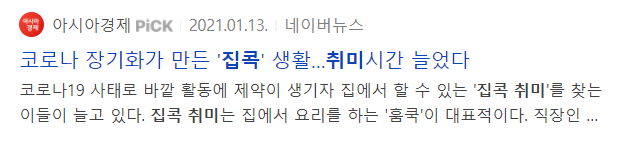 아시아
경제
아시아경제 PiCK 2021.01.13. 네이버뉴스
코로나 장기화가 만든 '집콕' 생활...취미시간 늘었다
코로나19 사태로 바깥 활동에 제약이 생기자 집에서 할 수 있는 '집콕 취미'를 찾는
이들이 늘고 있다. 집콕 취미는 집에서 요리를 하는 '홈쿡'이 대표적이다. 직장인 ...